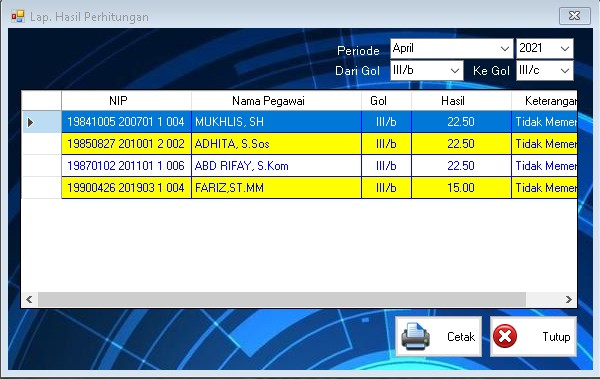 Lap. Hasil Perhitungan
Periode April 2021
Dari Gol III/b Ke Gol III/c
NIP Nama Pegawai Gol Hasil Keterangan
19841005 200701 1 004 MUKHLIS, SH III/b 22.50 Tidak Memen
19850827 201001 2 002 ADHITA, S.Sos III/b 22.50 Tidak Memen
19870102 201101 1 006 ABD RIFAY, S.Kom III/b 22.50 Tidak Memen
19900426 201903 1 004 FARIZ,ST.MM III/b 15.00 Tidak Memen
Cetak Tutup